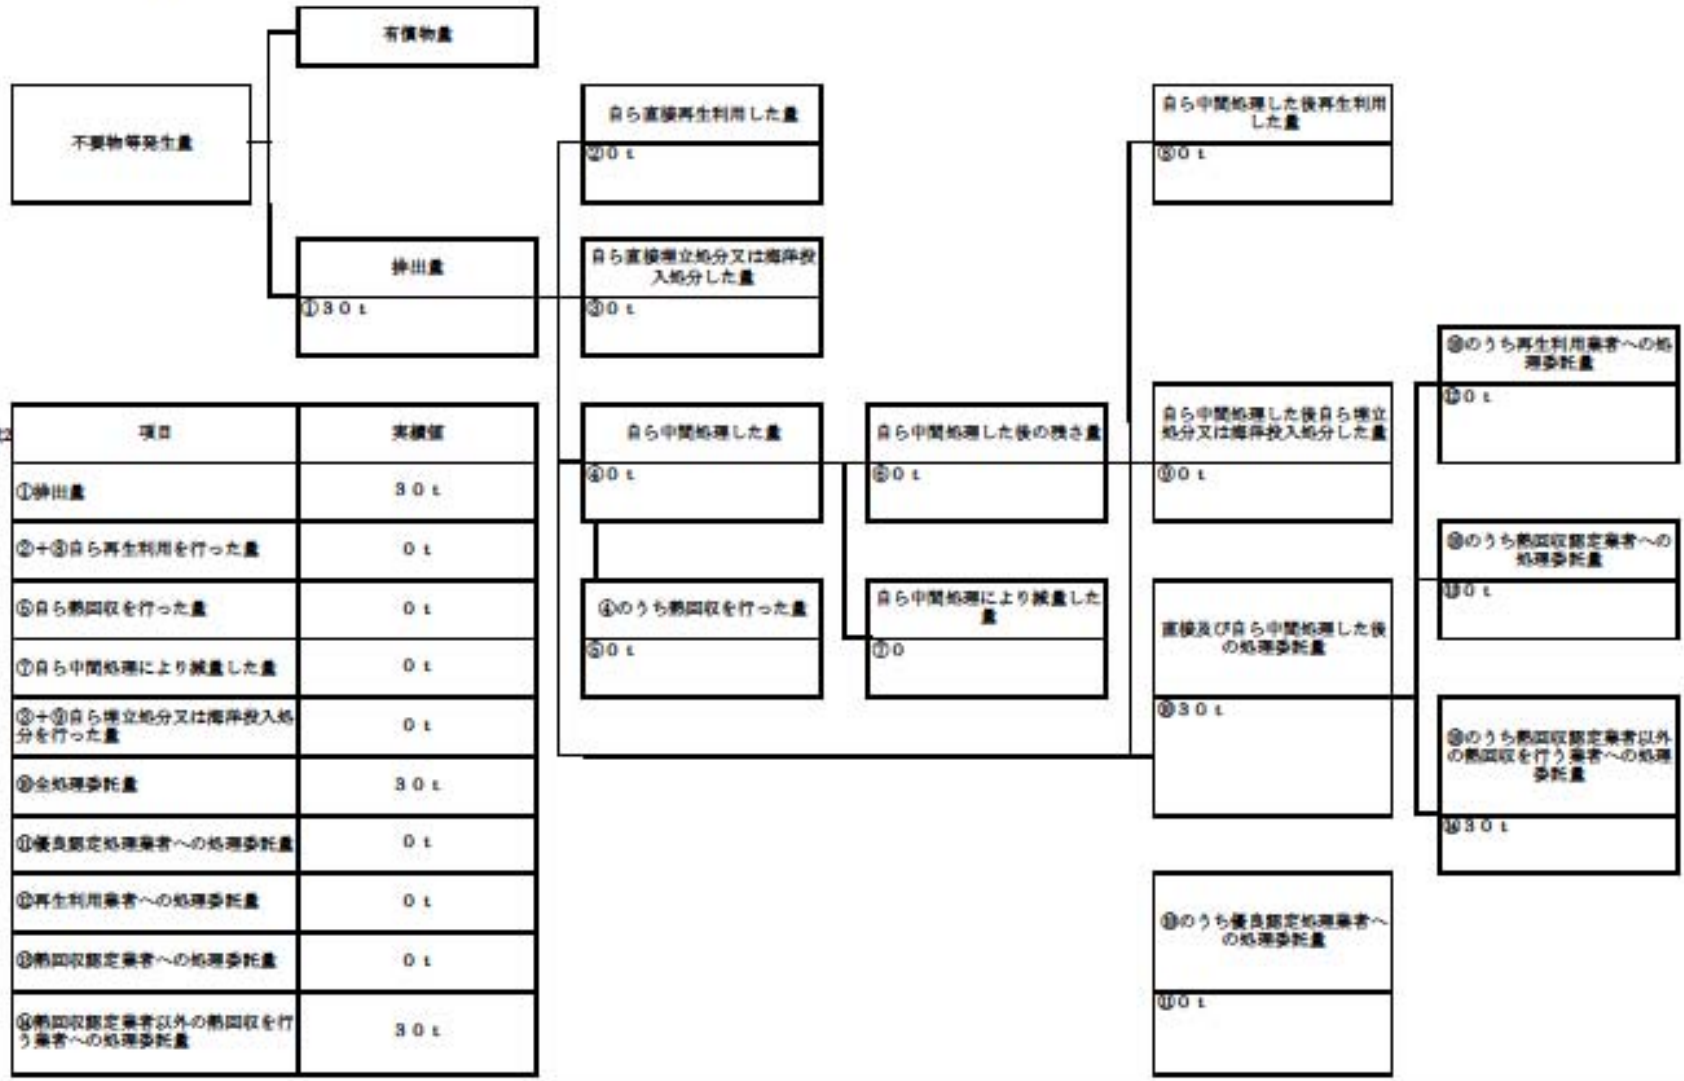 有償物量
不要物等発生量
自ら直接再生利用した量
②0ｔ
自ら中間処理した後再生利用
した量
⑧0ｔ
排出量
①30ｔ
自ら直接埋立処分又は海洋投
入処分した量
③0ｔ
⑩のうち再生利用業者への処
理委託量
⑫0ｔ
項目
実績値
①排出量
30ｔ
②+⑧自ら再生利用を行った量
0ｔ
⑤自ら熱回収を行った量
0ｔ
⑦自ら中間処理により減量した量
0ｔ
③+⑨自ら埋立処分又は海洋投入処
分を行った量
0ｔ
⑩全処理委託量
30ｔ
⑪優良認定処理業者への処理委託量
0ｔ
⑫再生利用業者への処理委託量
0ｔ
⑬熱回収認定業者への処理委託量
0ｔ
⑭熱回収認定業者以外の熱回収を行
う業者への処理委託量
30ｔ
自ら中間処理した量
④0ｔ
自ら中間処理した後の残さ量
⑥0ｔ
自ら中間処理した後自ら埋立
処分又は海洋投入処分した量
⑨0ｔ
④のうち熱回収を行った量
⑤0ｔ
自ら中間処理により減量した
量
⑦0
直接及び自ら中間処理した後
の処理委託量
⑩30ｔ
⑩のうち熱回収認定業者への
処理委託量
⑬0ｔ
⑩のうち熱回収認定業者以外
の熱回収を行う業者への処理
委託量
⑭30ｔ
⑩のうち優良認定処理業者へ
の処理委託量
⑪0ｔ